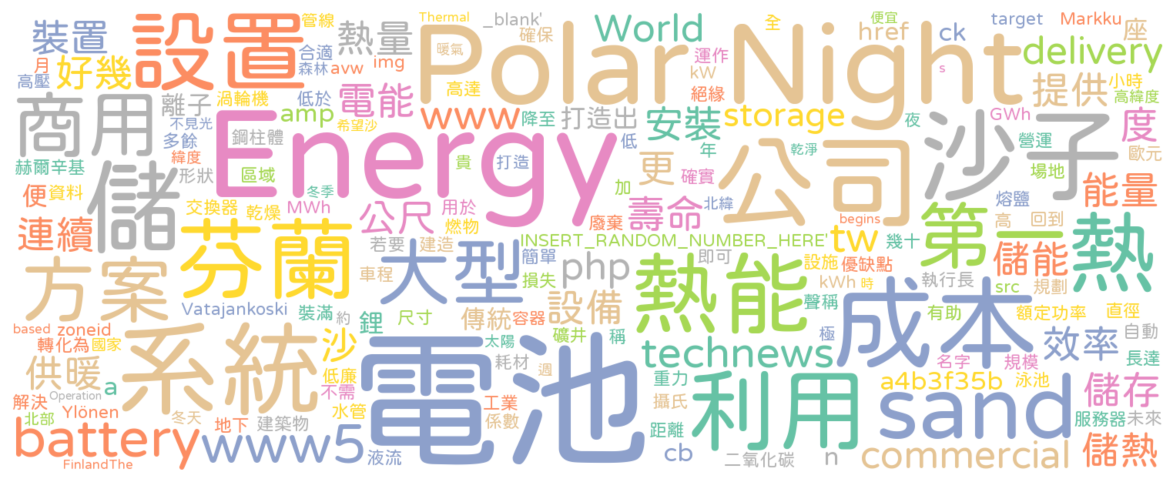 裝置 設置 管線 熱量 Thermal _blank' World 全 便宜 target Markku 座
月 合適 暖氣 確保 href ck
好幾 森林 avw img Polar Night 運作 delivery
高壓 高達 kW s 小時
商用 離子 渦輪機 低於 電能 絕緣 提供 高緯度
amp www 降至 打造出 安裝 storage GWh 度
不見光 鋼柱體 希望沙 低 夜 營運
儲 多餘 Energy 年 乾淨 沙子 歐元
赫爾辛基 緯度 形狀 區域 冬季 貴 打造 更 確實 公司 場地 能量
便 資料 交換器 乾燥 MWh 公尺 用於 加 壽命 北緯 熔鹽
連續 燃物 廢棄 begins 高 回到
芬蘭 若要 建造 INSERT_RANDOM_NUMBER_HERE' tw 幾十 第一 熱
大型 車程 簡單 php 即可 設施 優缺點 儲能
方案 損失 熱能 聲稱 kWh 時 執行長 src 規劃
Vatajankoski 裝滿 約 鋰 傳統 容器 設備 成本 有助 額定功率 直徑
based zoneid 系統 尺寸 礦井 稱 極 自動
轉化為 國家 沙 太陽 technews 名字 規模 效率 長達
供暖 a 低廉 耗材 週 電池 重力 利用 a4b3f35b 泳池 儲存
解決 Ylönen Operation 冬天 不需 工業 攝氏 sand
北部 地下 建築物 水管 係數 距離 服務器 未來
battery www5 液流 cb 二氧化碳 n commercial 儲熱
FinlandThe